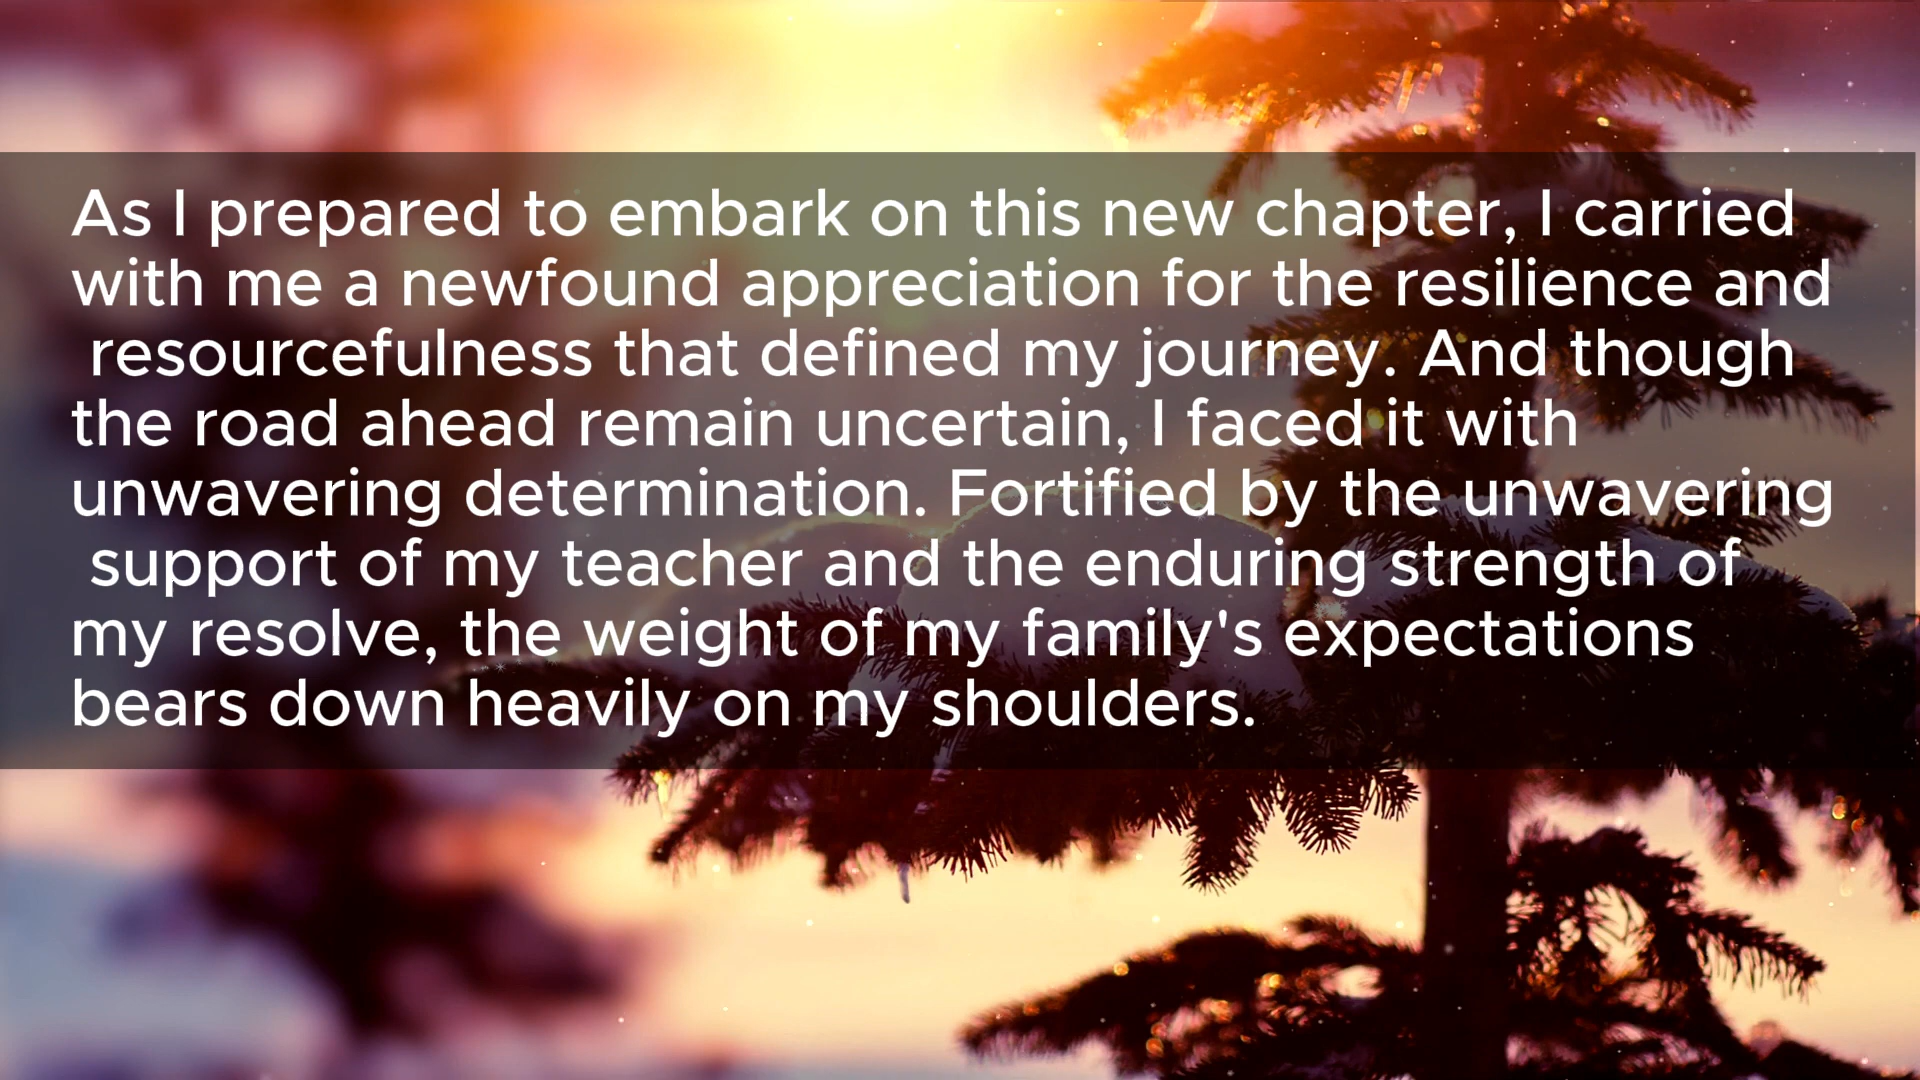 As I prepared to embark on this new chapter, I carried
with me a newfound appreciation for the resilience and
resourcefulness that defined my journey. And though
the road ahead remain uncertain, I faced it with
unwavering determination. Fortified by the unwavering
support of my teacher and the enduring strength of
my resolve, the weight of my family's expectations
bears down heavily on my shoulders.